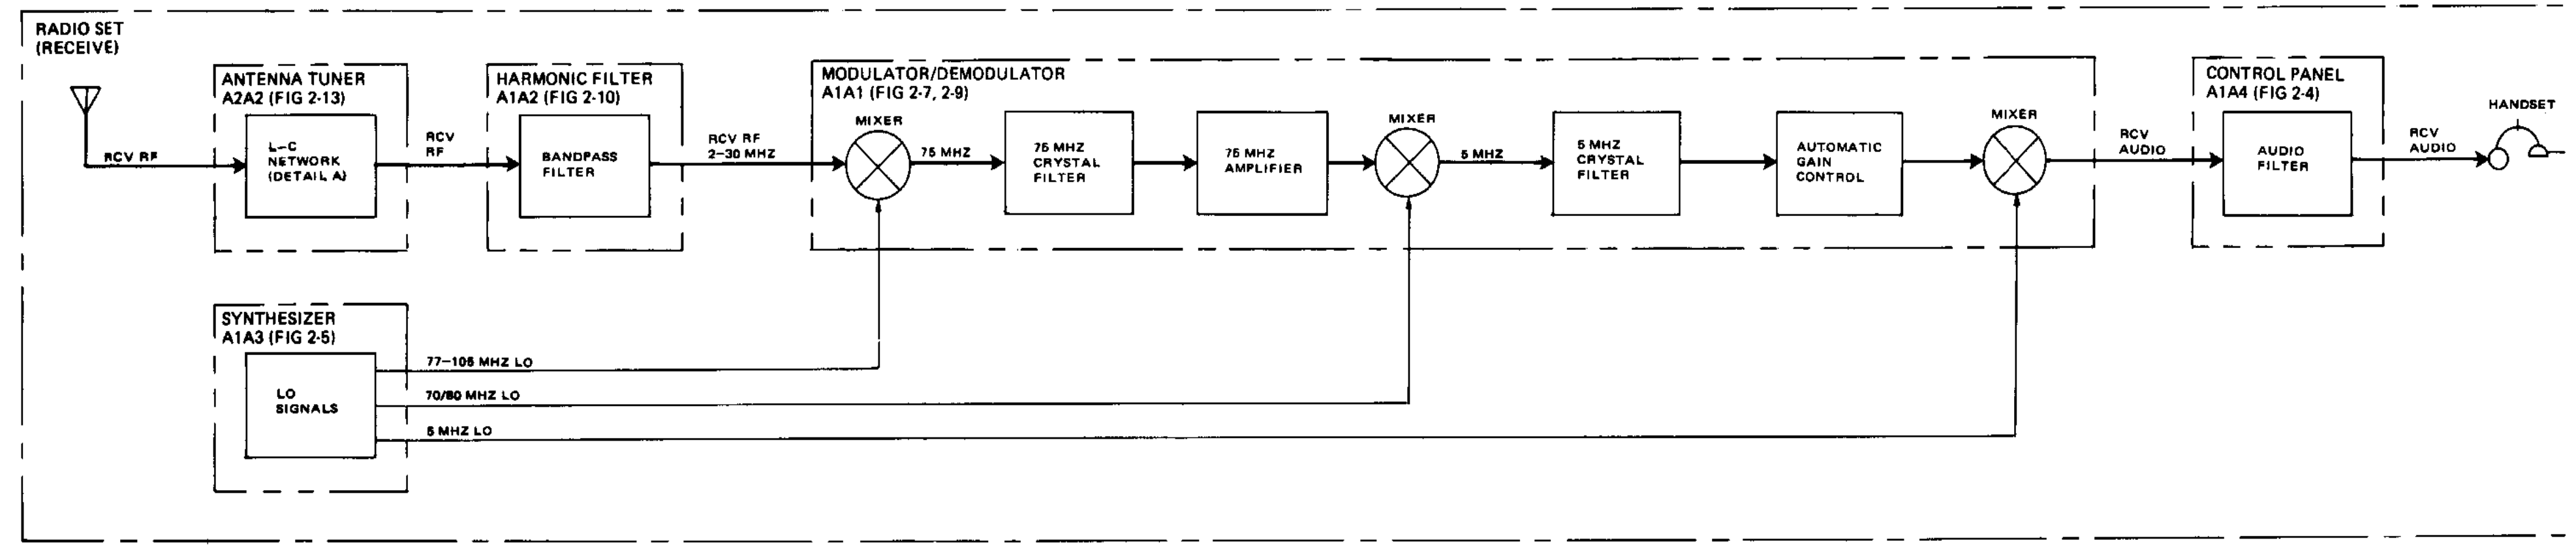 RADIO SET
(RECEIVE)
ANTENNA TUNER
A2A2 (FIG 2-13)
HARMONIC FILTER
A1A2 (FIG 2-10)
MODULATOR/DEMODULATOR
A1A1 (FIG 2-7, 2-9)
CONTROL PANEL
A1A4 (FIG 2-4)
HANDSET
RCV RF
L-C
NETWORK
(DETAIL A)
RCV
RF
BANDPASS
FILTER
RCV RF
2-30 MHZ
MIXER
75 MHZ
75 MHZ
CRYSTAL
FILTER
75 MHZ
AMPLIFIER
MIXER
5 MHZ
5 MHZ
CRYSTAL
FILTER
AUTOMATIC
GAIN
CONTROL
MIXER
RCV
AUDIO
AUDIO
FILTER
RCV
AUDIO
SYNTHESIZER
A1A3 (FIG 2-5)
LO
SIGNALS
77-105 MHZ LO
70/80 MHZ LO
5 MHZ LO